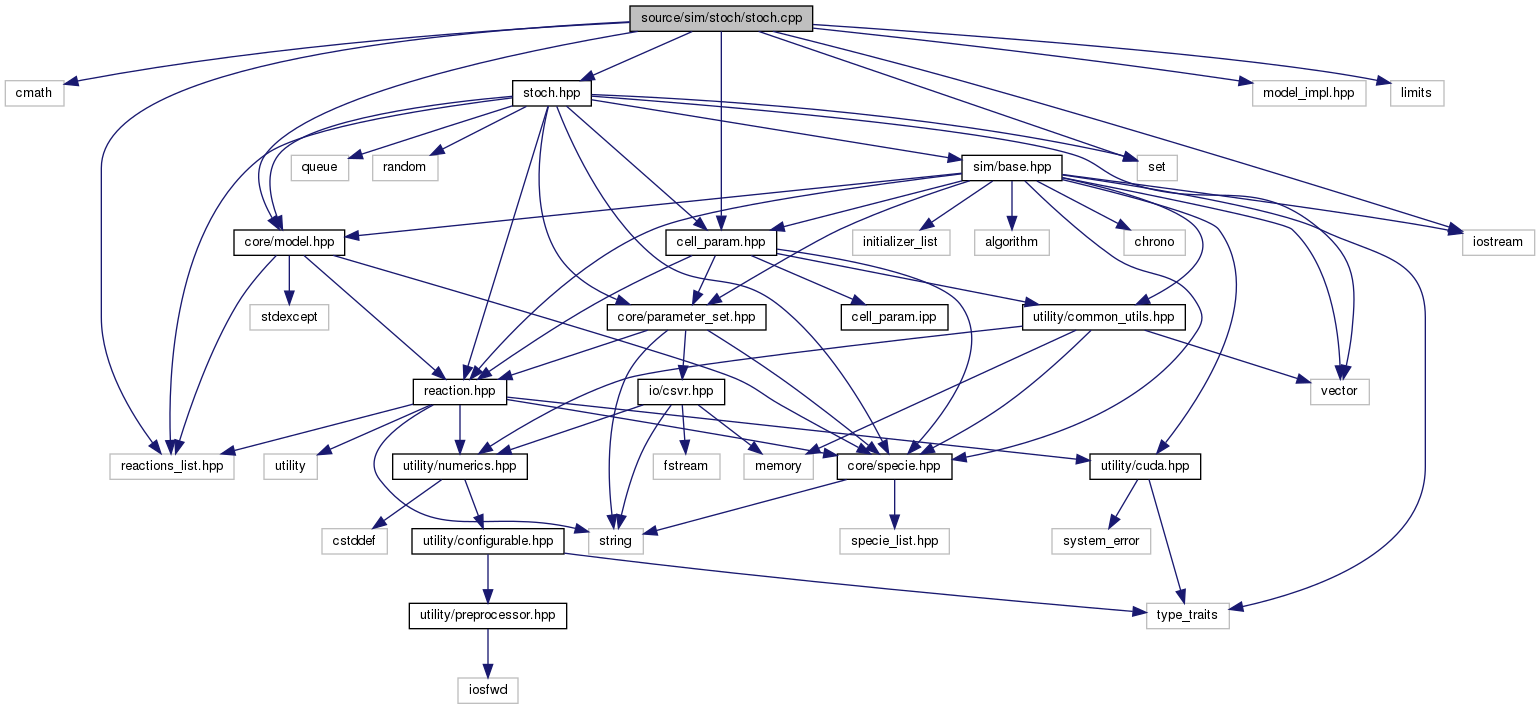 source/sim/stoch/stoch.cpp
cmath
stoch.hpp
model_impl.hpp
limits
queue
random
sim/base.hpp
set
core/model.hpp
cell_param.hpp
initializer_list
algorithm
chrono
iostream
stdexcept
core/parameter_set.hpp
cell_param.ipp
utility/common_utils.hpp
reaction.hpp
io/csvr.hpp
vector
reactions_list.hpp
utility
utility/numerics.hpp
fstream
memory
core/specie.hpp
utility/cuda.hpp
cstddef
utility/configurable.hpp
string
specie_list.hpp
system_error
utility/preprocessor.hpp
type_traits
iosfwd